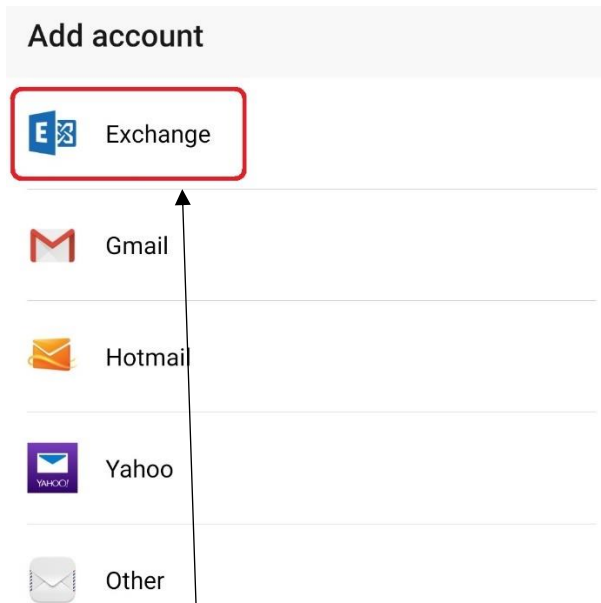 Add account
E
Exchange
Gmail
Hotmail
Yahoo
YAHOO!
Other